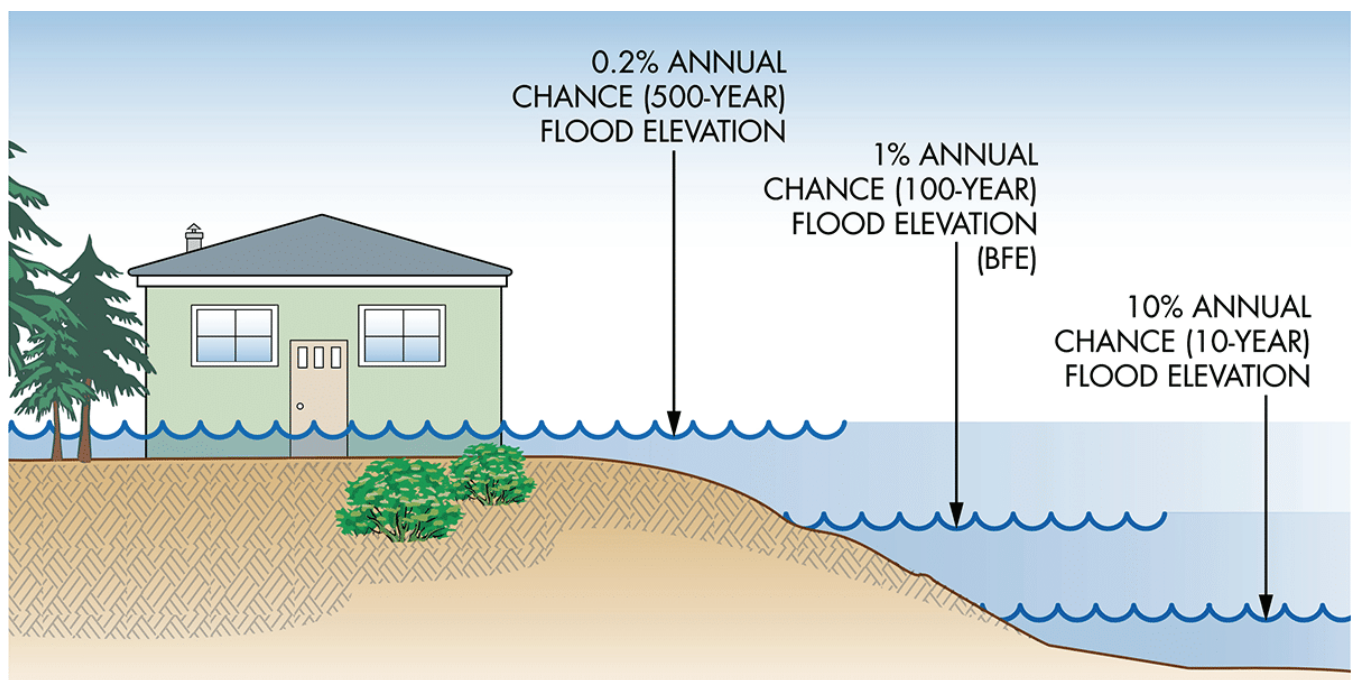 0.2% ANNUAL
CHANCE (500-YEAR)
FLOOD ELEVATION
1% ANNUAL
CHANCE (100-YEAR)
FLOOD ELEVATION
(BFE)
10% ANNUAL
CHANCE (10-YEAR)
FLOOD ELEVATION